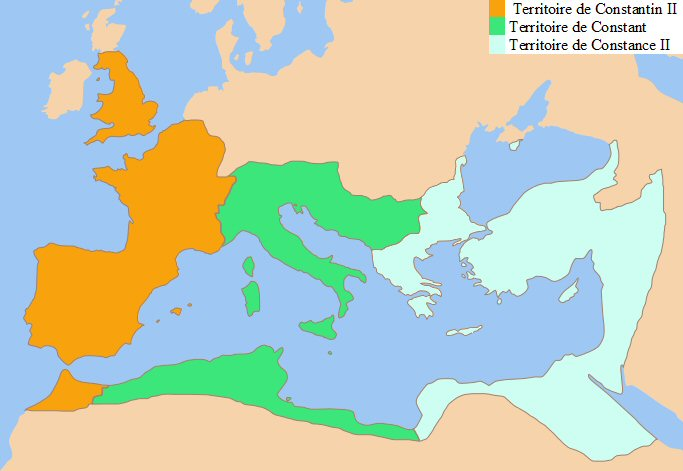 Territoire de Constantin II
Territoire de Constant
Territoire de Constance II